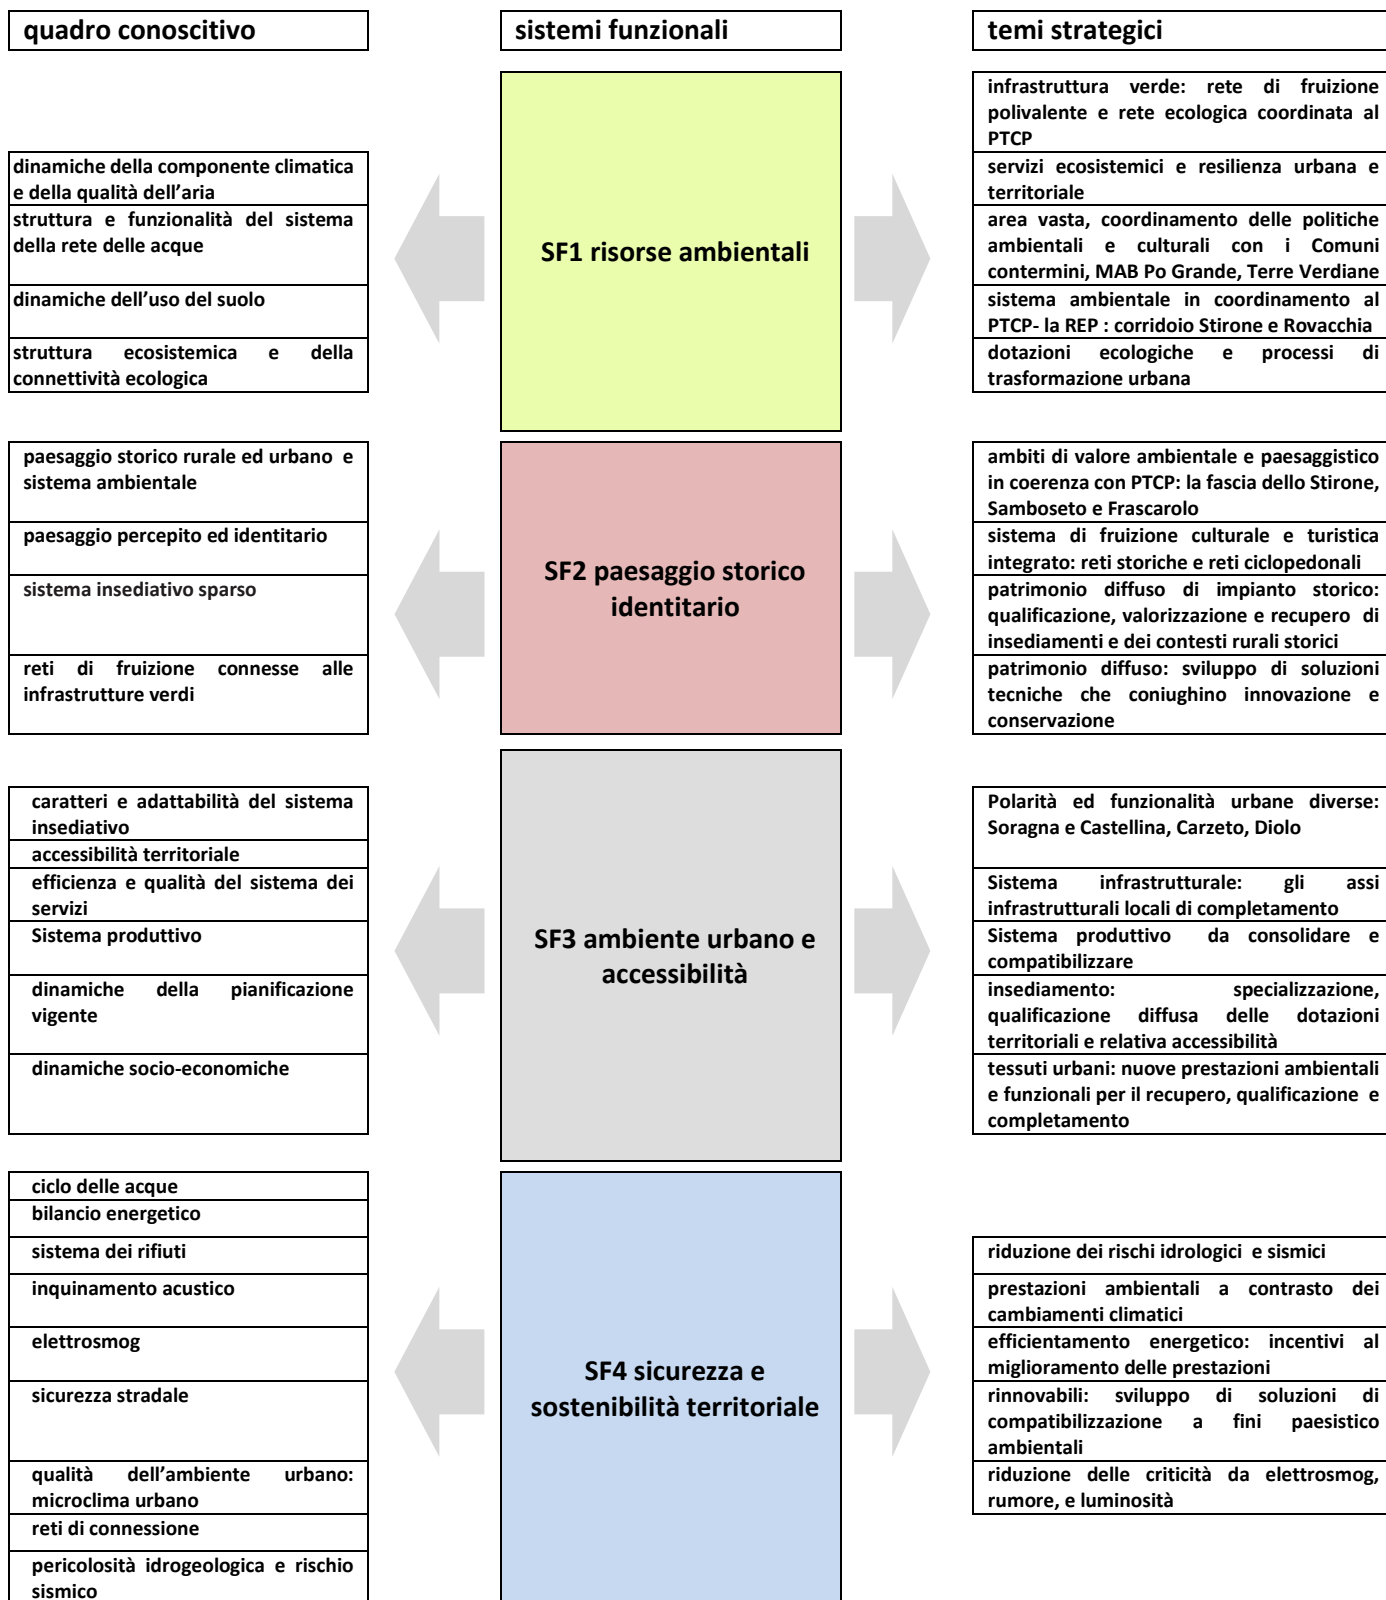 quadro conoscitivo
sistemi funzionali
temi strategici
dinamiche della componente climatica
e della qualità dell’aria
struttura e funzionalità del sistema
della rete delle acque
dinamiche dell’uso del suolo
struttura ecosistemica e della
connettività ecologica
SF1 risorse ambientali
infrastruttura verde: rete di fruizione
polivalente e rete ecologica coordinata al
PTCP
servizi ecosistemici e resilienza urbana e
territoriale
area vasta, coordinamento delle politiche
ambientali e culturali con i Comuni
contermini, MAB Po Grande, Terre Verdiane
sistema ambientale in coordinamento al
PTCP- la REP : corridoio Stirone e Rovacchia
dotazioni ecologiche e processi di
trasformazione urbana
paesaggio storico rurale ed urbano e
sistema ambientale
paesaggio percepito ed identitario
sistema insediativo sparso
reti di fruizione connesse alle
infrastrutture verdi
SF2 paesaggio storico
identitario
ambiti di valore ambientale e paesaggistico
in coerenza con PTCP: la fascia dello Stirone,
Samboseto e Frascarolo
sistema di fruizione culturale e turistica
integrato: reti storiche e reti ciclopedonali
patrimonio diffuso di impianto storico:
qualificazione, valorizzazione e recupero di
insediamenti e dei contesti rurali storici
patrimonio diffuso: sviluppo di soluzioni
tecniche che coniughino innovazione e
conservazione
caratteri e adattabilità del sistema
insediativo
accessibilità territoriale
efficienza e qualità del sistema dei
servizi
Sistema produttivo
dinamiche della pianificazione
vigente
dinamiche socio-economiche
SF3 ambiente urbano e
accessibilità
Polarità ed funzionalità urbane diverse:
Soragna e Castellina, Carzeto, Diolo
Sistema infrastrutturale: gli assi
infrastrutturali locali di completamento
Sistema produttivo da consolidare e
compatibilizzare
insediamento: specializzazione,
qualificazione diffusa delle dotazioni
territoriali e relativa accessibilità
tessuti urbani: nuove prestazioni ambientali
e funzionali per il recupero, qualificazione e
completamento
ciclo delle acque
bilancio energetico
sistema dei rifiuti
inquinamento acustico
elettrosmog
sicurezza stradale
qualità dell’ambiente urbano:
microclima urbano
reti di connessione
pericolosità idrogeologica e rischio
sismico
SF4 sicurezza e
sostenibilità territoriale
riduzione dei rischi idrologici e sismici
prestazioni ambientali a contrasto dei
cambiamenti climatici
efficientamento energetico: incentivi al
miglioramento delle prestazioni
rinnovabili: sviluppo di soluzioni di
compatibilizzazione a fini paesistico
ambientali
riduzione delle criticità da elettrosmog,
rumore, e luminosità